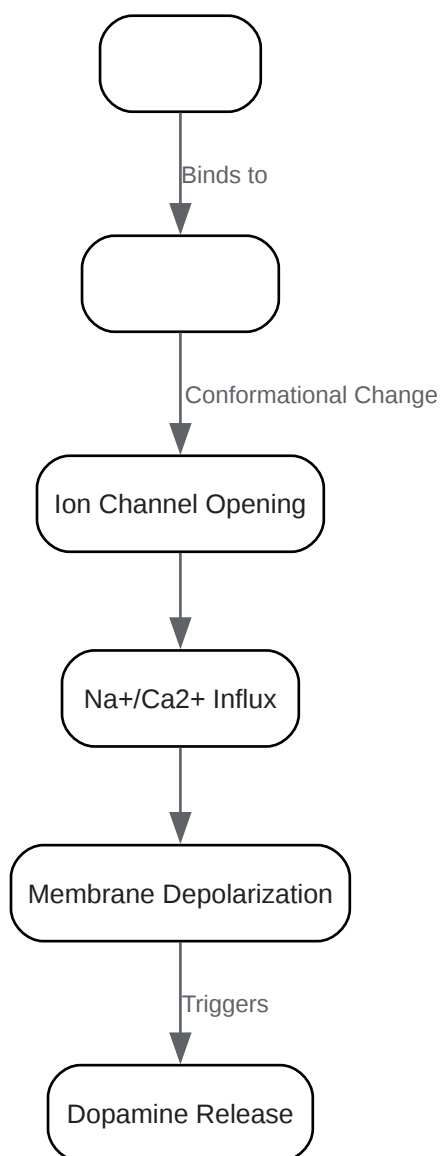 Binds to
Conformational Change
Ion Channel Opening
Na+/Ca2+ Influx
Membrane Depolarization
Triggers
Dopamine Release